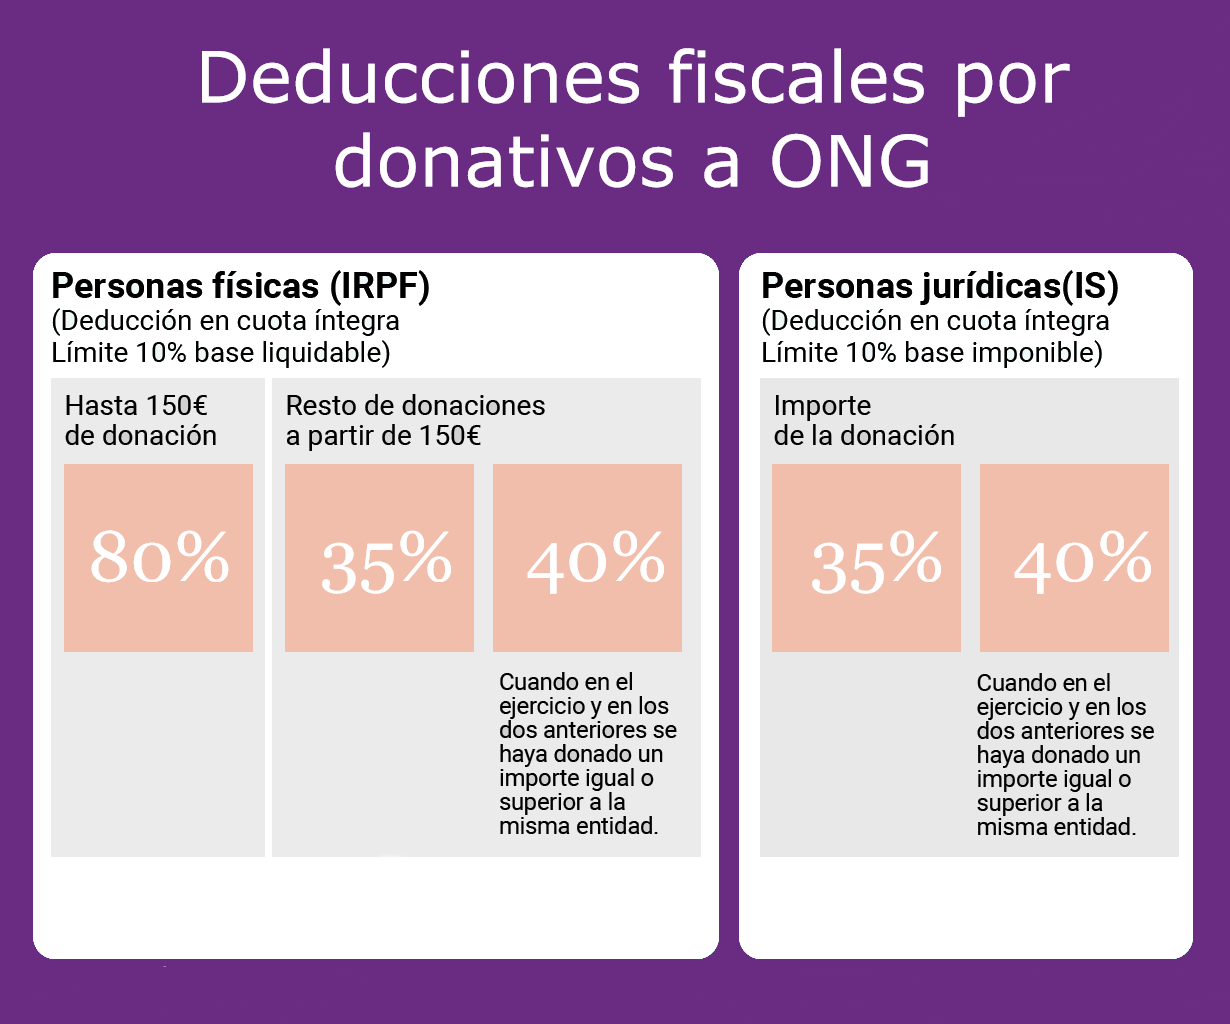 Deducciones fiscales por
donativos a ONG
Personas físicas (IRPF)
(Deducción en cuota íntegra
Límite 10% base liquidable)
Hasta 150€
de donación
80%
Resto de donaciones
a partir de 150€
35%
40%
Cuando en el
ejercicio y en los
dos anteriores se
haya donado un
importe igual o
superior a la
misma entidad.
Personas jurídicas(IS)
(Deducción en cuota íntegra
Límite 10% base imponible)
Importe
de la donación
35%
40%
Cuando en el
ejercicio y en los
dos anteriores se
haya donado un
importe igual o
superior a la
misma entidad.